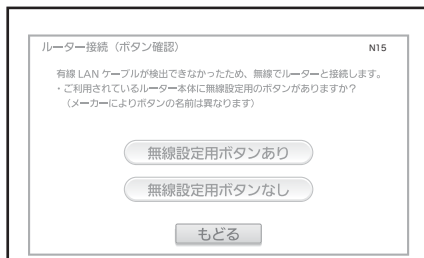 ルーター接続（ボタン確認）
N15
有線 LAN ケーブルが検出できなかったため、無線でルーターと接続します。
・ご利用されているルーター本体に無線設定用のボタンがありますか？
（メーカーによりボタンの名前は異なります）
無線設定用ボタンあり
無線設定用ボタンなし
もどる